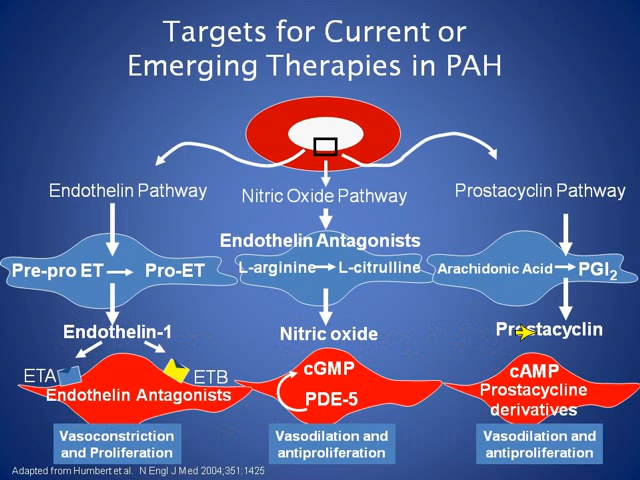 Targets for Current or
Emerging Therapies in PAH
Endothelin Pathway
Nitric Oxide Pathway
Prostacyclin Pathway
Endothelin Antagonists
Pre-pro ET
Pro-ET
L-arginine
L-citrulline
Arachidonic Acid
PGI2
Endothelin-1
Nitric oxide
Prostacyclin
ETA
ETB
Endothelin Antagonists
cGMP
PDE-5
cAMP
Prostacycline
derivatives
Vasoconstriction
and Proliferation
Vasodilation and
antiproliferation
Vasodilation and
antiproliferation
Adapted from Humbert et al. N Engl J Med 2004;351:1425